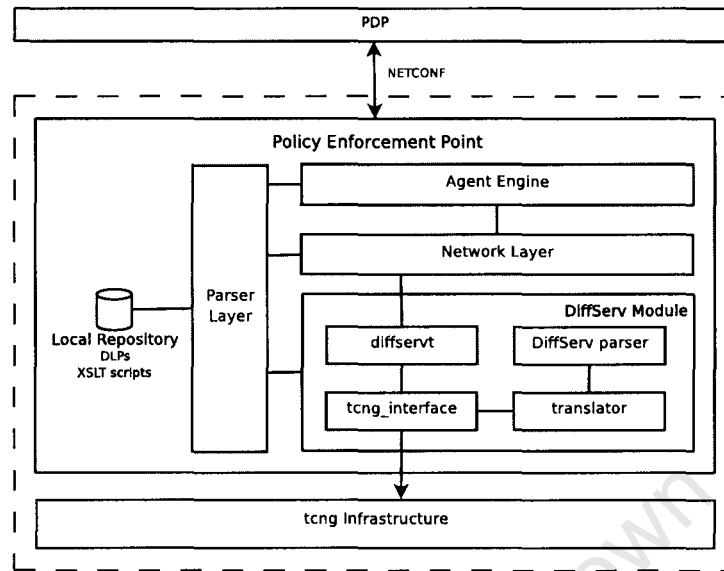 PDP
NETCONF
Policy Enforcement Point
Agent Engine
Network Layer
Parser
Layer
DiffServ Module
Local Repository
DLPs
XSLT scripts
diffservt
DiffServ parser
tcng_interface
translator
tcng Infrastructure
own